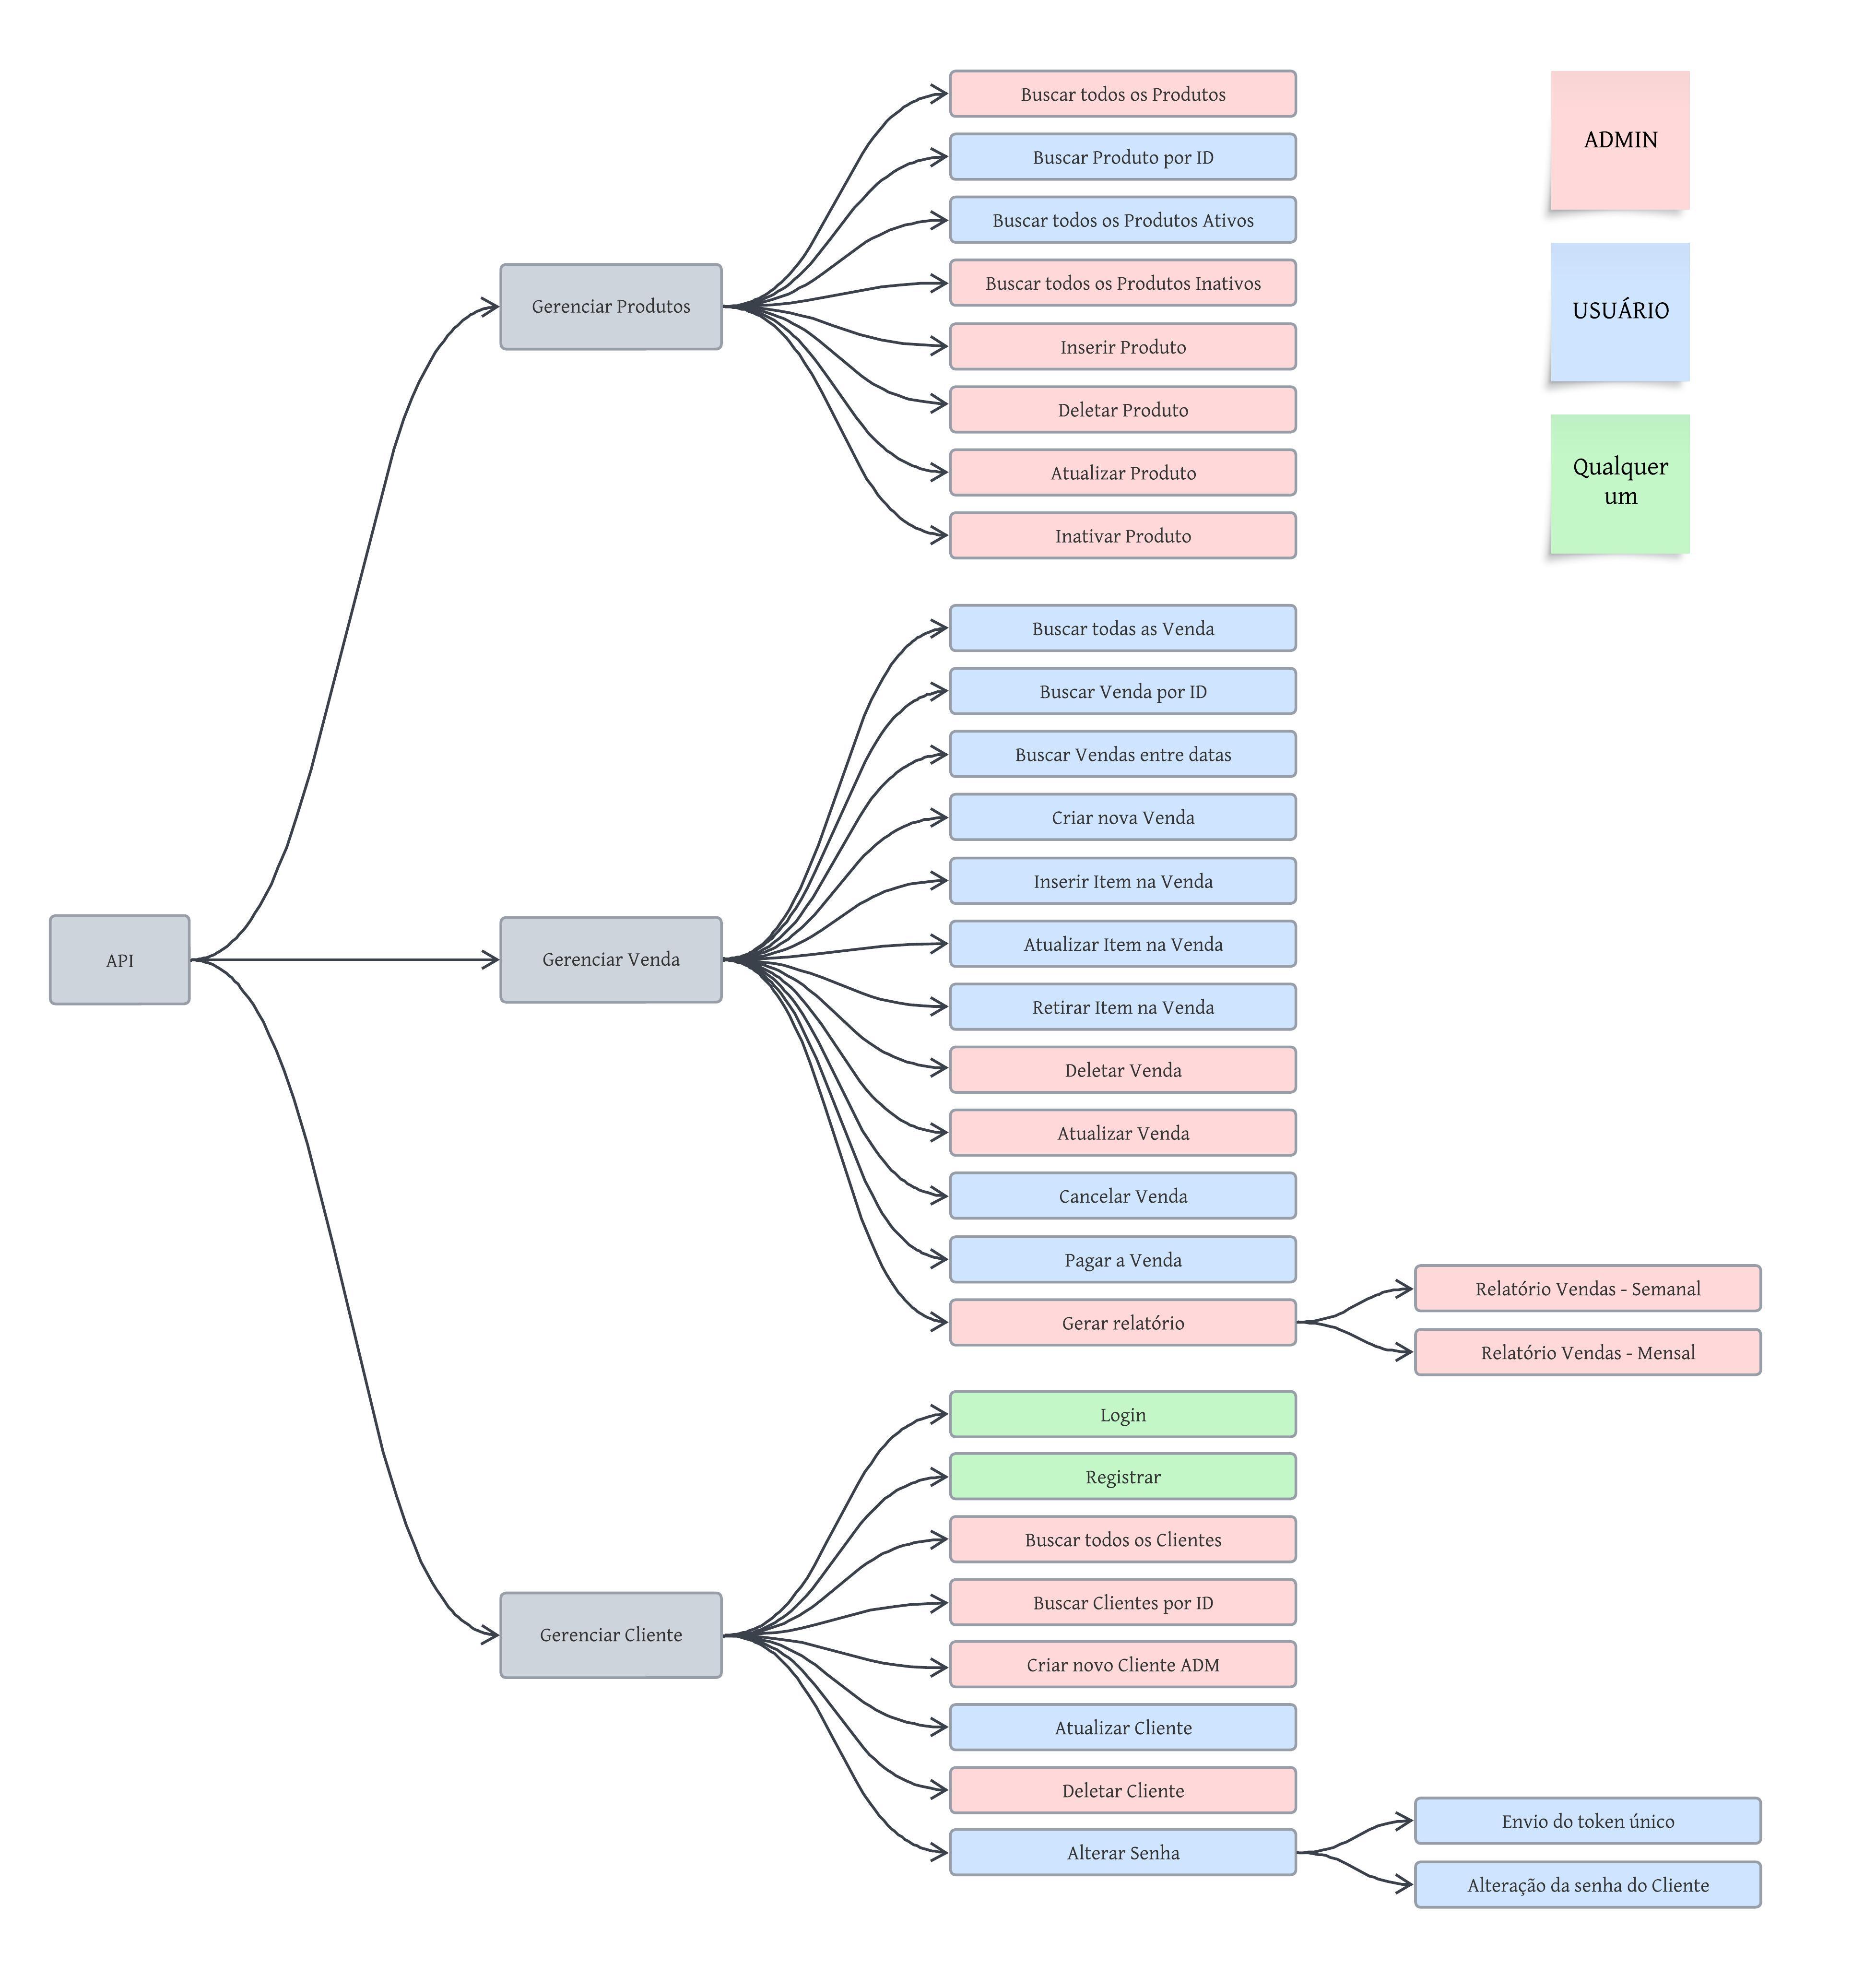 API
Gerenciar Produtos
Buscar todos os Produtos
Buscar Produto por ID
Buscar todos os Produtos Ativos
Buscar todos os Produtos Inativos
Inserir Produto
Deletar Produto
Atualizar Produto
Inativar Produto
Gerenciar Venda
Buscar todas as Venda
Buscar Venda por ID
Buscar Vendas entre datas
Criar nova Venda
Inserir Item na Venda
Atualizar Item na Venda
Retirar Item na Venda
Deletar Venda
Atualizar Venda
Cancelar Venda
Pagar a Venda
Gerar relatório
Relatório Vendas - Semanal
Relatório Vendas - Mensal
Gerenciar Cliente
Login
Registrar
Buscar todos os Clientes
Buscar Clientes por ID
Criar novo Cliente ADM
Atualizar Cliente
Deletar Cliente
Alterar Senha
Envio do token único
Alteração da senha do Cliente
ADMIN
USUÁRIO
Qualquer
um